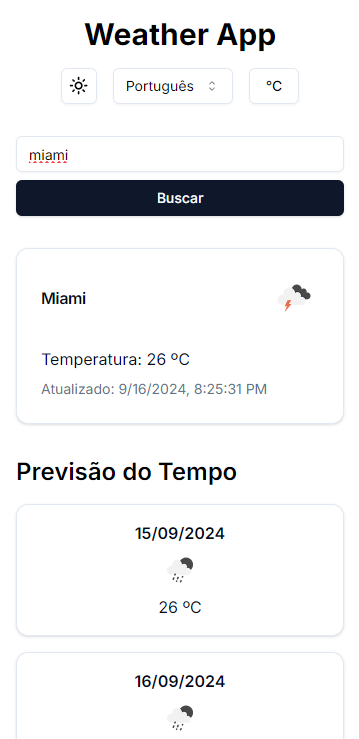 Weather App
Português
°C
miami
Buscar
Miami
Temperatura: 26 ºC
Atualizado: 9/16/2024, 8:25:31 PM
Previsão do Tempo
15/09/2024
26 ºC
16/09/2024